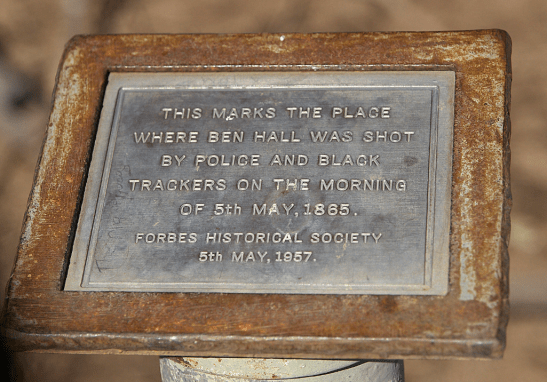 THIS MARKS THE PLACE
WHERE BEN HALL WAS SHOT
BY POLICE AND BLACK
TRACKERS ON THE MORNING
OF 5th MAY, 1865.
FORBES HISTORICAL SOCIETY
5th MAY, 1957.